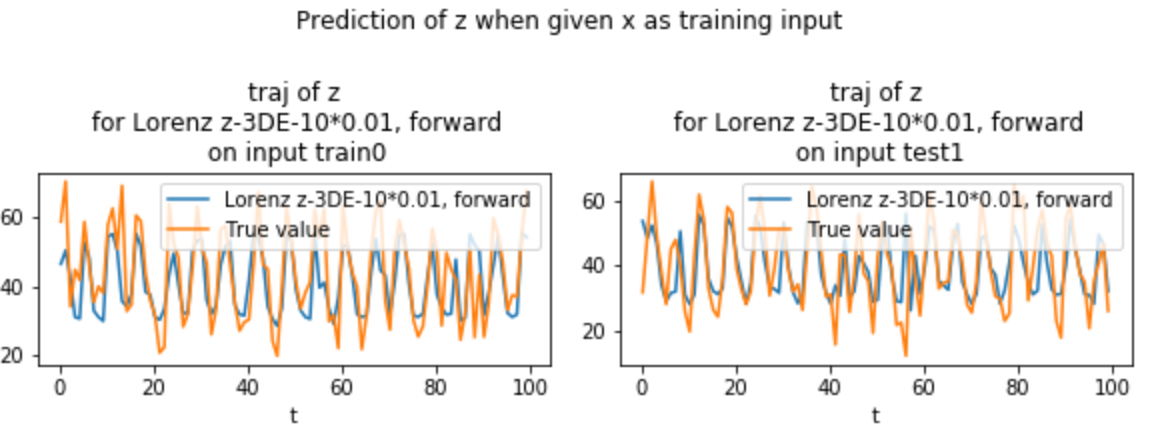 Prediction of z when given x as training input
traj of z
for Lorenz z-3DE-10*0.01, forward
on input train0
Lorenz z-3DE-10*0.01, forward
True value
60
40
20
0 20 40 60 80 100
t
traj of z
for Lorenz z-3DE-10*0.01, forward
on input test1
Lorenz z-3DE-10*0.01, forward
True value
60
40
20
0 20 40 60 80 100
t